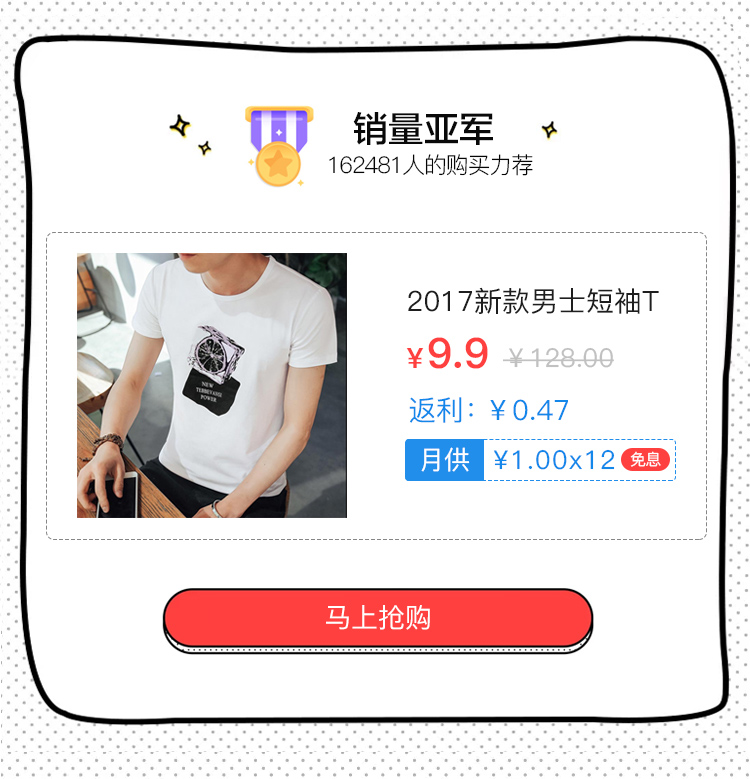 销量亚军
162481人的购买力荐
2017新款男士短袖T
¥9.9 ¥128.00
返利：¥0.47
月供 ¥1.00x12 免息
NEW
TEBBEVANII
POWER
马上抢购